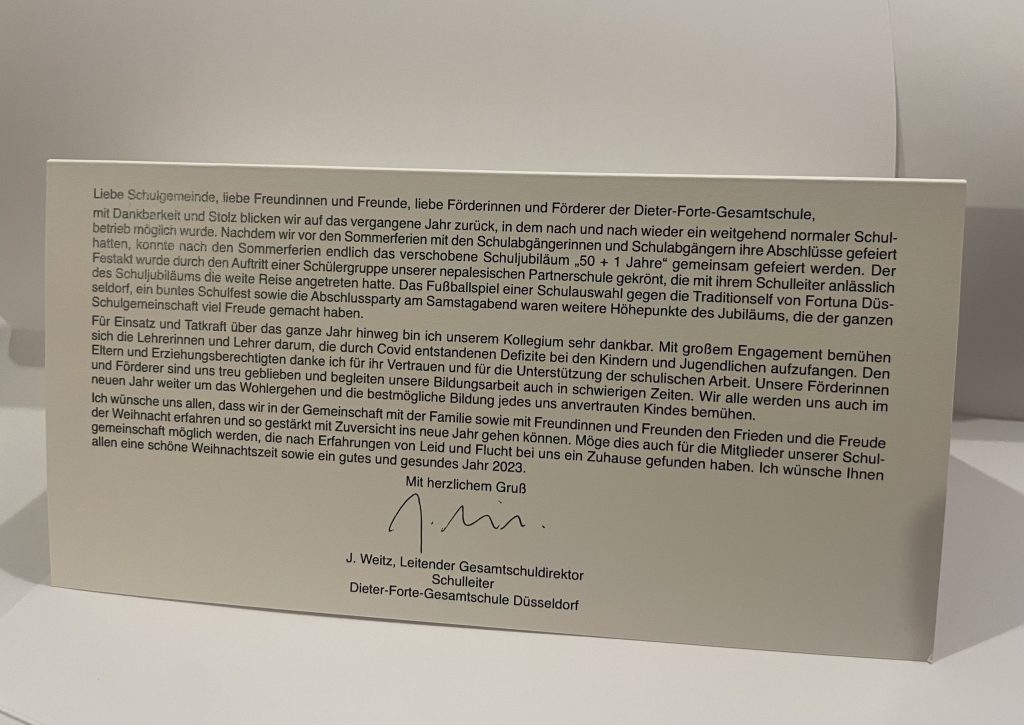 Liebe Schulgemeinde, liebe Freundinnen und Freunde, liebe Förderinnen und Förderer der Dieter-Forte-Gesamtschule,
mit Dankbarkeit und Stolz blicken wir auf das vergangene Jahr zurück, in dem nach und nach wieder ein weitgehend normaler Schul-
betrieb möglich wurde. Nachdem wir vor den Sommerferien mit den Schulabgängerinnen und Schulabgängern ihre Abschlüsse gefeiert
hatten, konnte nach den Sommerferien endlich das verschobene Schuljubiläum „50 + 1 Jahre“ gemeinsam gefeiert werden. Der
Festakt wurde durch den Auftritt einer Schülergruppe unserer nepalesischen Partnerschule gekrönt, die mit ihrem Schulleiter anlässlich
des Schuljubiläums die weite Reise angetreten hatte. Das Fußballspiel einer Schulauswahl gegen die Traditionself von Fortuna Düs-
seldorf, ein buntes Schulfest sowie die Abschlussparty am Samstagabend waren weitere Höhepunkte des Jubiläums, die der ganzen
Schulgemeinschaft viel Freude gemacht haben.
Für Einsatz und Tatkraft über das ganze Jahr hinweg bin ich unserem Kollegium sehr dankbar. Mit großem Engagement bemühen
sich die Lehrerinnen und Lehrer darum, die durch Covid entstandenen Defizite bei den Kindern und Jugendlichen aufzufangen. Den
Eltern und Erziehungsberechtigten danke ich für ihr Vertrauen und für die Unterstützung der schulischen Arbeit. Unsere Förderinnen
und Förderer sind uns treu geblieben und begleiten unsere Bildungsarbeit auch in schwierigen Zeiten. Wir alle werden uns auch im
neuen Jahr weiter um das Wohlergehen und die bestmögliche Bildung jedes uns anvertrauten Kindes bemühen.
Ich wünsche uns allen, dass wir in der Gemeinschaft mit der Familie sowie mit Freundinnen und Freunden den Frieden und die Freude
der Weihnacht erfahren und so gestärkt mit Zuversicht ins neue Jahr gehen können. Möge dies auch für die Mitglieder unserer Schul-
gemeinschaft möglich werden, die nach Erfahrungen von Leid und Flucht bei uns ein Zuhause gefunden haben. Ich wünsche Ihnen
allen eine schöne Weihnachtszeit sowie ein gutes und gesundes Jahr 2023.
Mit herzlichem Gruß
J. Weitz, Leitender Gesamtschuldirektor
Schulleiter
Dieter-Forte-Gesamtschule Düsseldorf